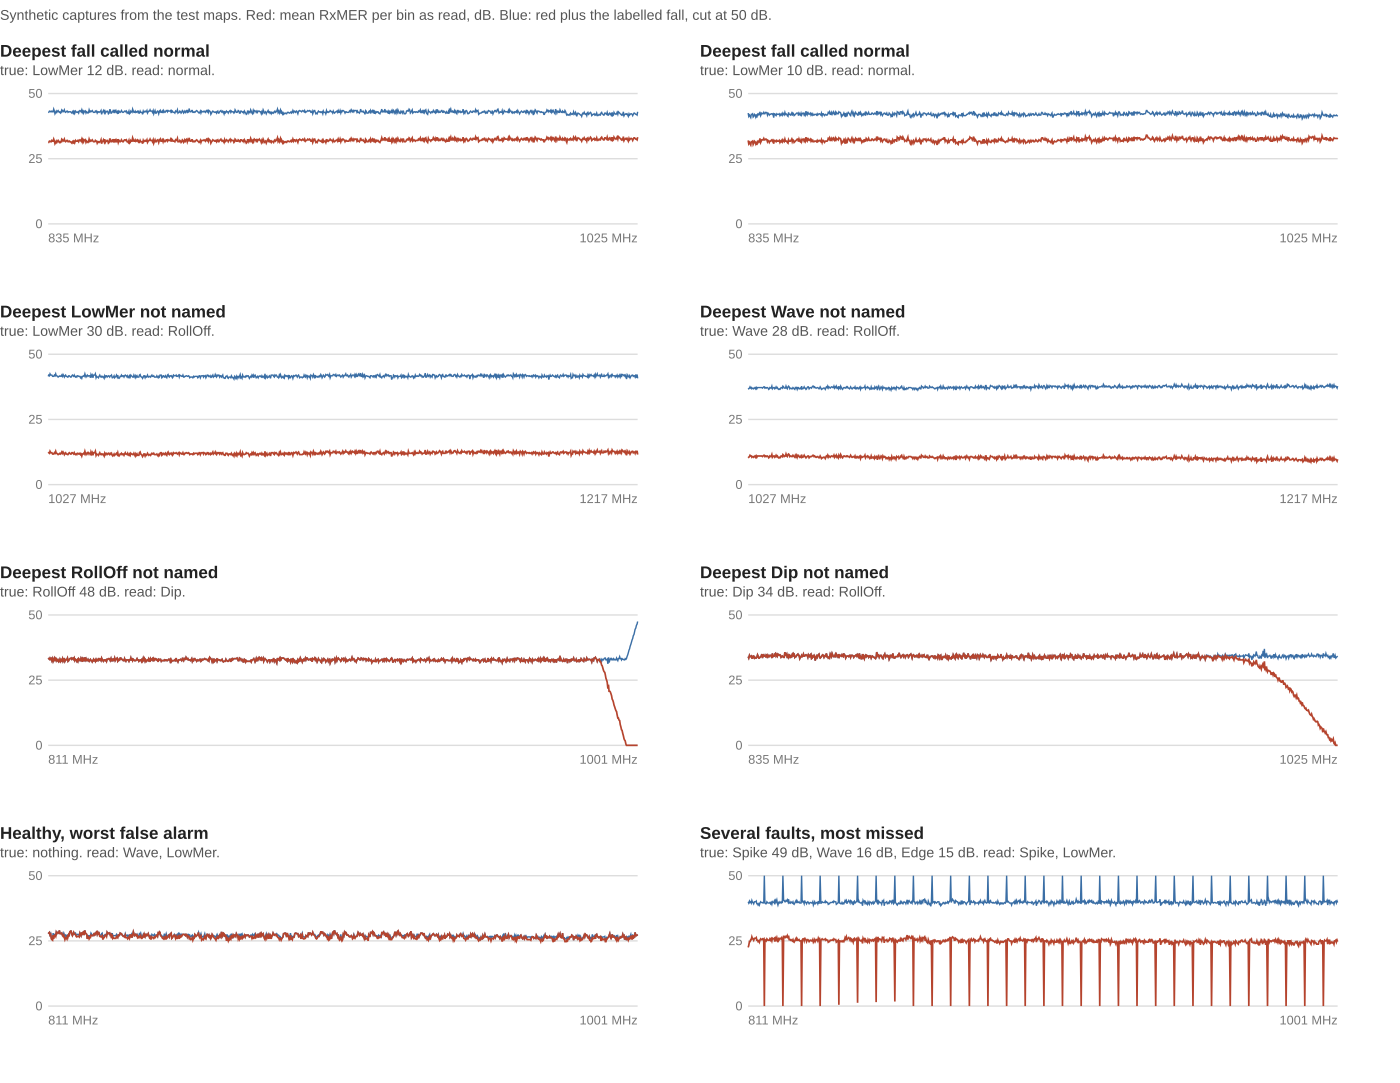 Synthetic captures from the test maps. Red: mean RxMER per bin as read, dB. Blue: red plus the labelled fall, cut at 50 dB.
Deepest fall called normal
true: LowMer 12 dB. read: normal.
50
25
0
835 MHz
1025 MHz
Deepest fall called normal
true: LowMer 10 dB. read: normal.
50
25
0
835 MHz
1025 MHz
Deepest LowMer not named
true: LowMer 30 dB. read: RollOff.
50
25
0
1027 MHz
1217 MHz
Deepest Wave not named
true: Wave 28 dB. read: RollOff.
50
25
0
1027 MHz
1217 MHz
Deepest RollOff not named
true: RollOff 48 dB. read: Dip.
50
25
0
811 MHz
1001 MHz
Deepest Dip not named
true: Dip 34 dB. read: RollOff.
50
25
0
835 MHz
1025 MHz
Healthy, worst false alarm
true: nothing. read: Wave, LowMer.
50
25
0
811 MHz
1001 MHz
Several faults, most missed
true: Spike 49 dB, Wave 16 dB, Edge 15 dB. read: Spike, LowMer.
50
25
0
811 MHz
1001 MHz